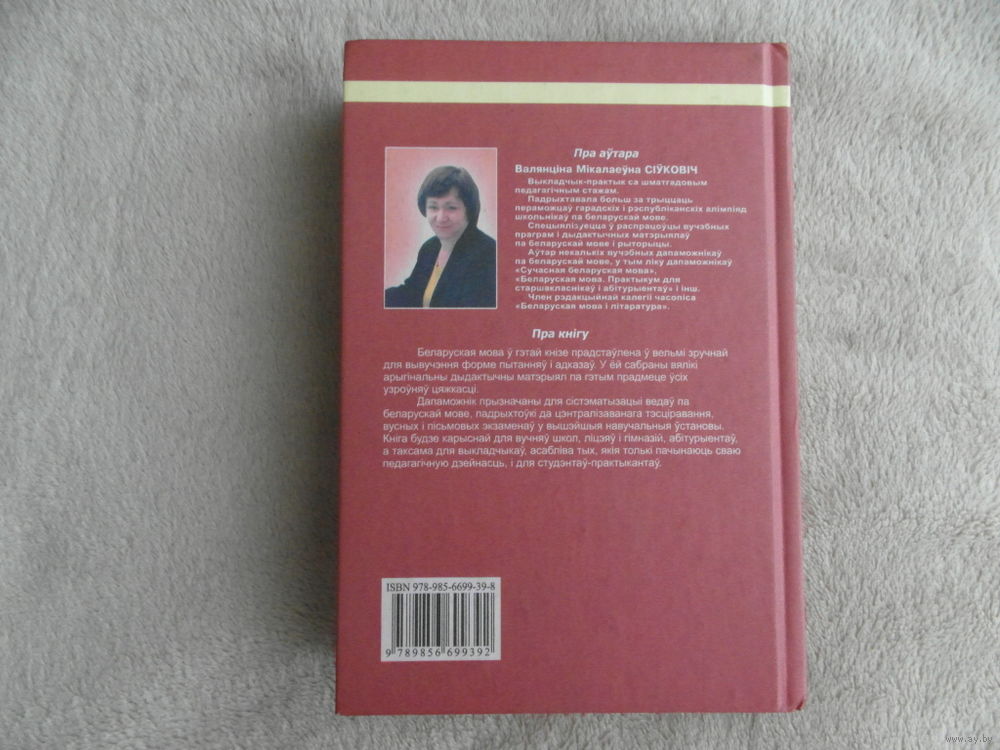 Пра аўтара
Валянціна Мікалаеўна СІЎКОВІЧ
Выкладчык-практык са шматгадовым
педагагічным стажам.
Падрыхтавала больш за трыццаць
пераможцаў гарадскіх і рэспубліканскіх алімпіяд
школьнікаў па беларускай мове.
Спецыялізуецца ў распрацоўцы вучэбных
праграм і дыдактычных матэрыялаў
па беларускай мове і рыторыцы.
Аўтар некалькіх вучэбных дапаможнікаў
па беларускай мове, у тым ліку дапаможнікаў
«Сучасная беларуская мова»,
«Беларуская мова. Практыкум для
старшакласнікаў і абітурыентаў» і інш.
Член рэдакцыйнай калегіі часопіса
«Беларуская мова і літаратура».
Пра кнігу
Беларуская мова ў гэтай кнізе прадстаўлена ў вельмі зручнай
для вывучэння форме пытанняў і адказаў. У ёй сабраны вялікі
арыгінальны дыдактычны матэрыял па гэтым прадмеце ўсіх
узроўняў цяжкасці.
Дапаможнік прызначаны для сістэматызацыі ведаў па
беларускай мове, падрыхтоўкі да цэнтралізаванага тэсціравання,
вусных і пісьмовых экзаменаў у вышэйшыя навучальныя ўстановы.
Кніга будзе карыснай для вучняў школ, ліцэяў і гімназій, абітурыентаў,
а таксама для выкладчыкаў, асабліва тых, якія толькі пачынаюць сваю
педагагічную дзейнасць, і для студэнтаў-практыкантаў.
ISBN 978-985-6699-39-8
9 789856 699392
www.ay.by